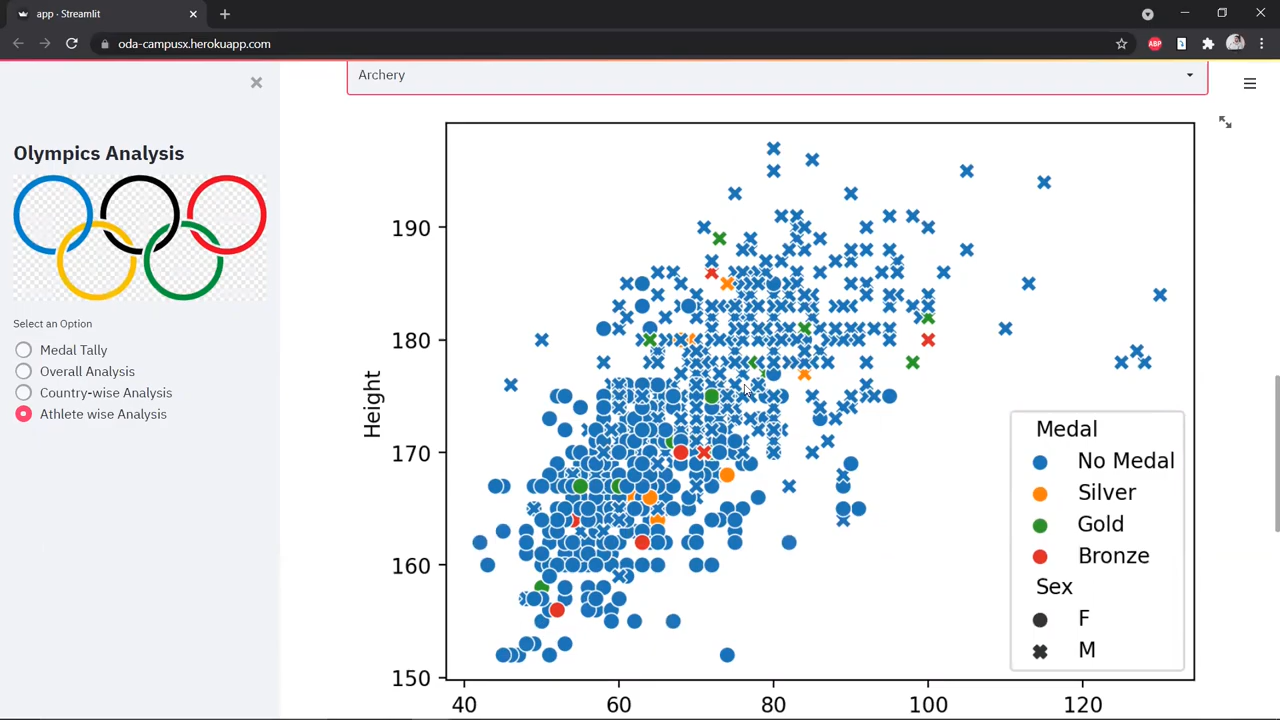 app · Streamlit
oda-campusx.herokuapp.com
ABP
Archery
Olympics Analysis
Select an Option
Medal Tally
Overall Analysis
Country-wise Analysis
Athlete wise Analysis
Height
190
180
170
160
150
40 60 80 100 120
Medal
No Medal
Silver
Gold
Bronze
Sex
F
M